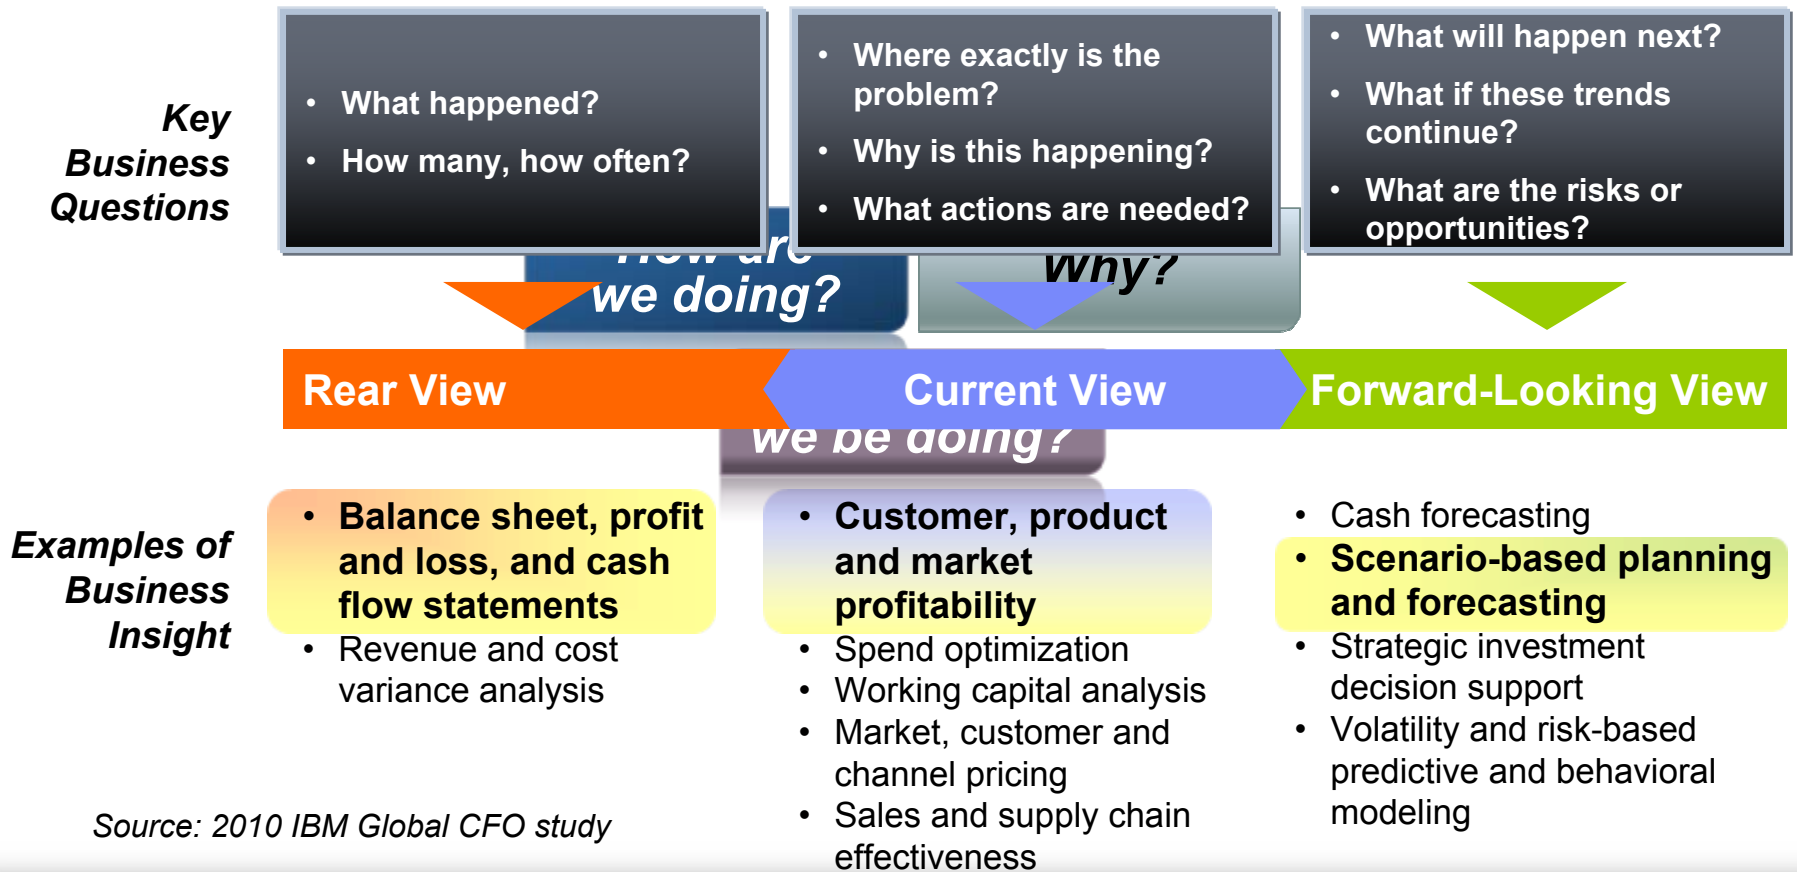 Key
Business
Questions
• What happened?
• How many, how often?
• Where exactly is the
problem?
• Why is this happening?
• What actions are needed?
• What will happen next?
• What if these trends
continue?
• What are the risks or
opportunities?
How are
we doing?
Why?
Rear View
Current View
Forward-Looking View
we be doing?
Examples of
Business
Insight
• Balance sheet, profit
and loss, and cash
flow statements
• Revenue and cost
variance analysis
• Customer, product
and market
profitability
• Spend optimization
• Working capital analysis
• Market, customer and
channel pricing
• Sales and supply chain
effectiveness
• Cash forecasting
• Scenario-based planning
and forecasting
• Strategic investment
decision support
• Volatility and risk-based
predictive and behavioral
modeling
Source: 2010 IBM Global CFO study